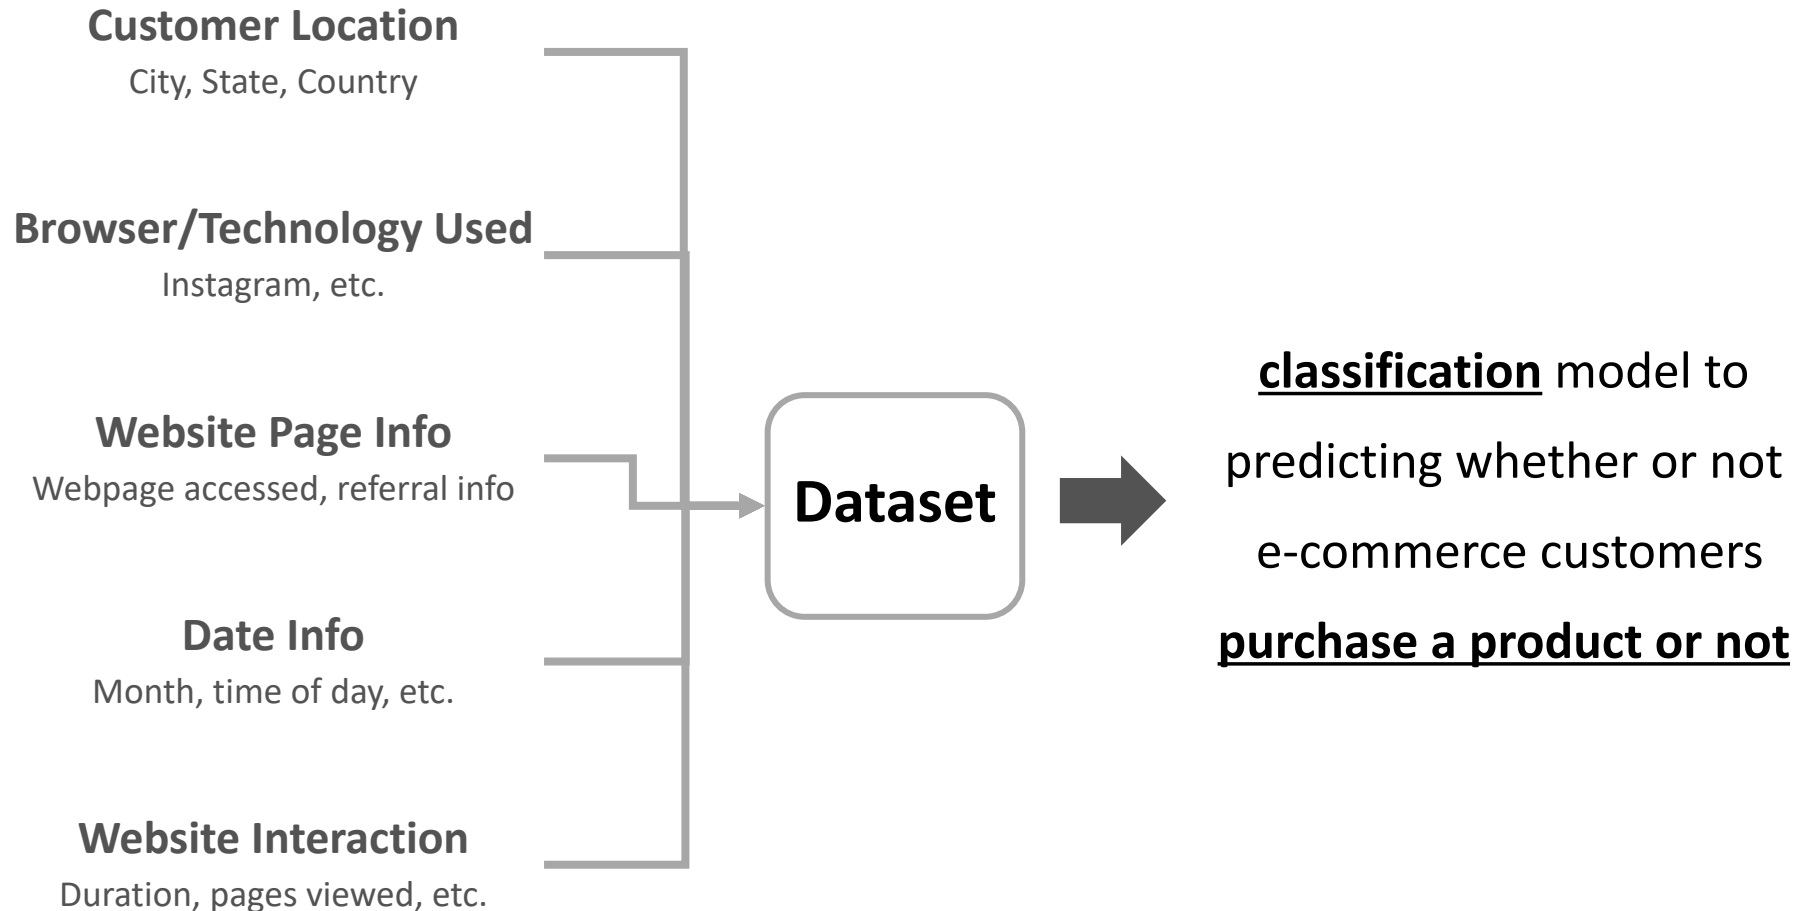 Customer Location
City, State, Country
Browser/Technology Used
Instagram, etc.
Website Page Info
Webpage accessed, referral info
Date Info
Month, time of day, etc.
Website Interaction
Duration, pages viewed, etc.
Dataset
classification model to
predicting whether or not
e-commerce customers
purchase a product or not